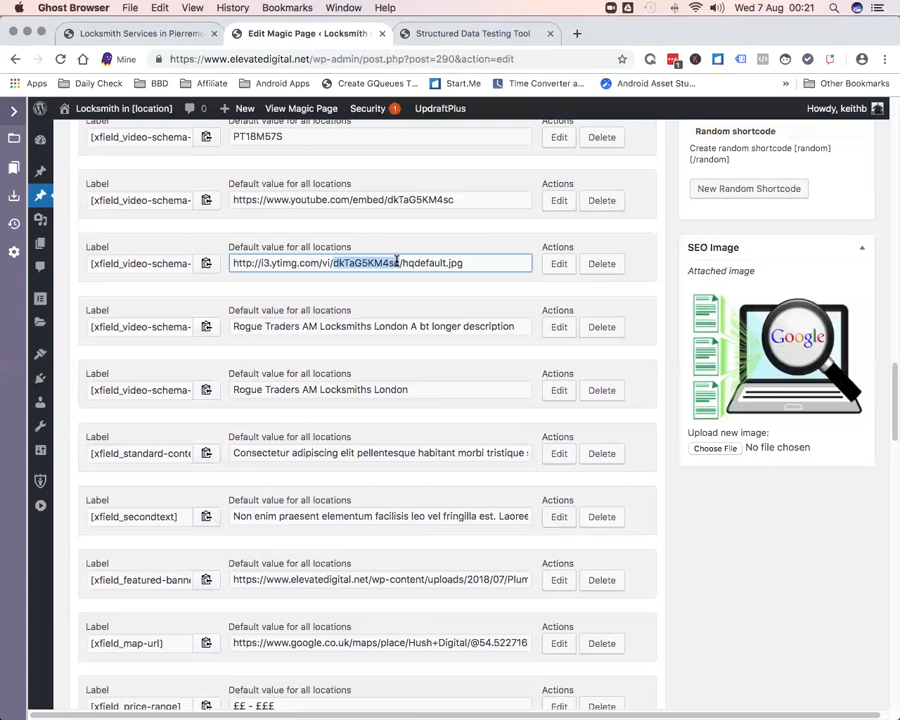 Ghost Browser File Edit View History Bookmarks Window Help Wed 7 Aug 00:21
Locksmith Services in Pierremo
Edit Magic Page ‹ Locksmith
Structured Data Testing Tool
Mine https://www.elevatedigital.net/wp-admin/post.php?post=290&action=edit
Apps Daily Check BBD Affiliate Android Apps Create GQueues T... Start.Me Time Converter a... Android Asset Stu... Other Bookmarks
Locksmith in [location] 0 New View Magic Page Security 1 UpdraftPlus Howdy, keithb
Label Default value for all locations Actions
[xfield_video-schema- PT18M57S Edit Delete
Label Default value for all locations Actions
[xfield_video-schema- https://www.youtube.com/embed/dkTaG5KM4sc Edit Delete
Label Default value for all locations Actions
[xfield_video-schema- http://i3.ytimg.com/vi/dkTaG5KM4sc/hqdefault.jpg Edit Delete
Label Default value for all locations Actions
[xfield_video-schema- Rogue Traders AM Locksmiths London A bt longer description Edit Delete
Label Default value for all locations Actions
[xfield_video-schema- Rogue Traders AM Locksmiths London Edit Delete
Label Default value for all locations Actions
[xfield_standard-conte Consectetur adipiscing elit pellentesque habitant morbi tristique Edit Delete
Label Default value for all locations Actions
[xfield_secondtext] Non enim praesent elementum facilisis leo vel fringilla est. Laoree Edit Delete
Label Default value for all locations Actions
[xfield_featured-banne https://www.elevatedigital.net/wp-content/uploads/2018/07/Plum Edit Delete
Label Default value for all locations Actions
[xfield_map-url] https://www.google.co.uk/maps/place/Hush+Digital/@54.522716 Edit Delete
Label Default value for all locations Actions
[xfield_price-range] ££ - £££ Edit Delete
Random shortcode
Create random shortcode [random]
[/random]
New Random Shortcode
SEO Image
Attached image
Google
Upload new image:
Choose File No file chosen